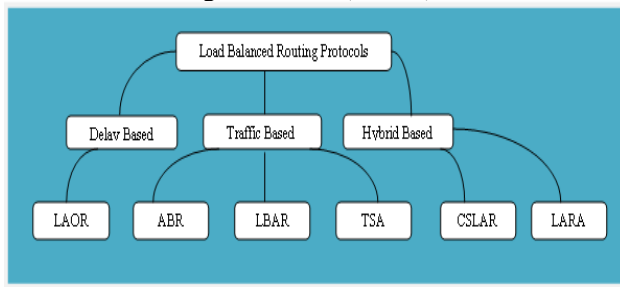 Load Balanced Routing Protocols
Delay Based
Traffic Based
Hybrid Based
LAOR
ABR
LBAR
TSA
CSLAR
LARA